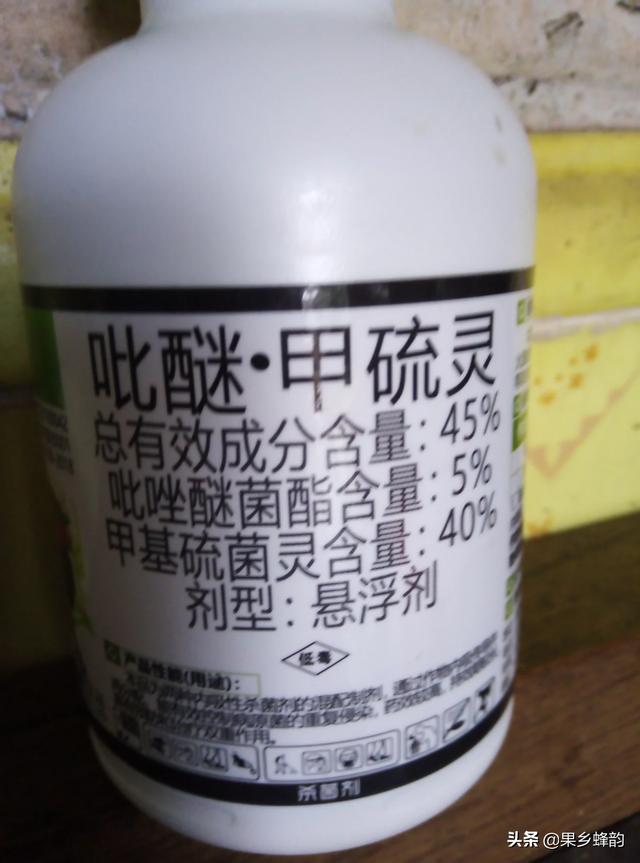 吡醚·甲硫灵
总有效成分含量：45%
吡唑醚菌酯含量：5%
甲基硫菌灵含量：40%
剂型：悬浮剂
低毒
产品性能(用途)：
杀菌剂
头条 @果乡蜂韵